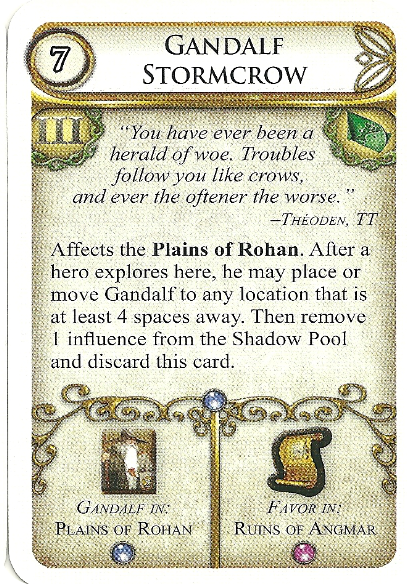 7
GANDALF
STORMCROW
III
"You have ever been a
herald of woe. Troubles
follow you like crows,
and ever the oftener the worse."
–THÉODEN, TT
Affects the Plains of Rohan. After a
hero explores here, he may place or
move Gandalf to any location that is
at least 4 spaces away. Then remove
1 influence from the Shadow Pool
and discard this card.
GANDALF IN:
PLAINS OF ROHAN
FAVOR IN:
RUINS OF ANGMAR